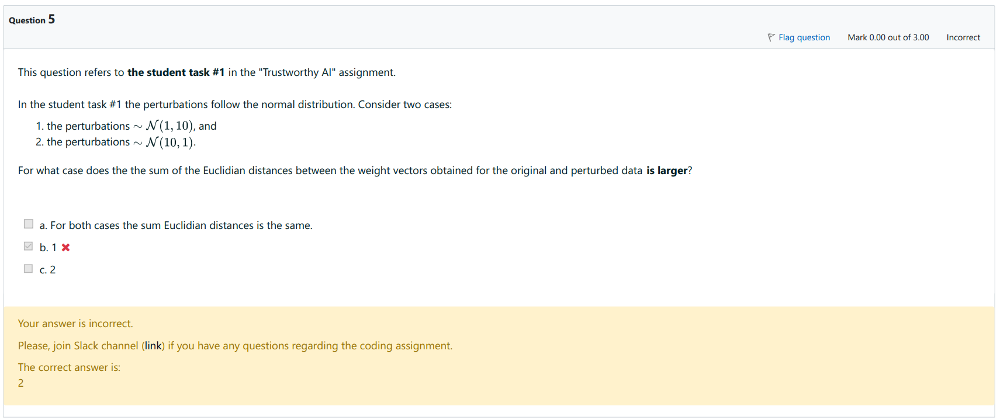 Question 5
Flag question Mark 0.00 out of 3.00 Incorrect
This question refers to the student task #1 in the "Trustworthy AI" assignment.
In the student task #1 the perturbations follow the normal distribution. Consider two cases:
1. the perturbations ∼ 𝒩(1, 10), and
2. the perturbations ∼ 𝒩(10, 1).
For what case does the the sum of the Euclidian distances between the weight vectors obtained for the original and perturbed data is larger?
a. For both cases the sum Euclidian distances is the same.
b. 1
c. 2
Your answer is incorrect.
Please, join Slack channel (link) if you have any questions regarding the coding assignment.
The correct answer is:
2